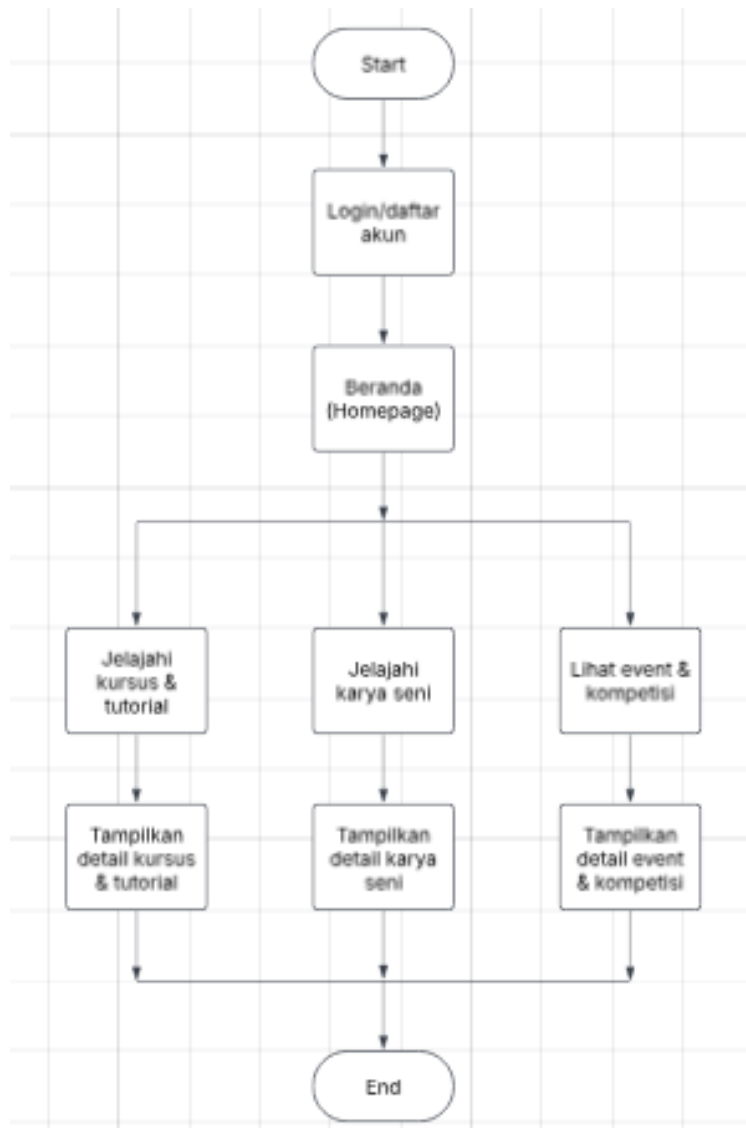 Start
Login/daftar
akun
Beranda
(Homepage)
Jelajahi
kursus &
tutorial
Jelajahi
karya seni
Lihat event &
kompetisi
Tampilkan
detail kursus
& tutorial
Tampilkan
detail karya
seni
Tampilkan
detail event
& kompetisi
End